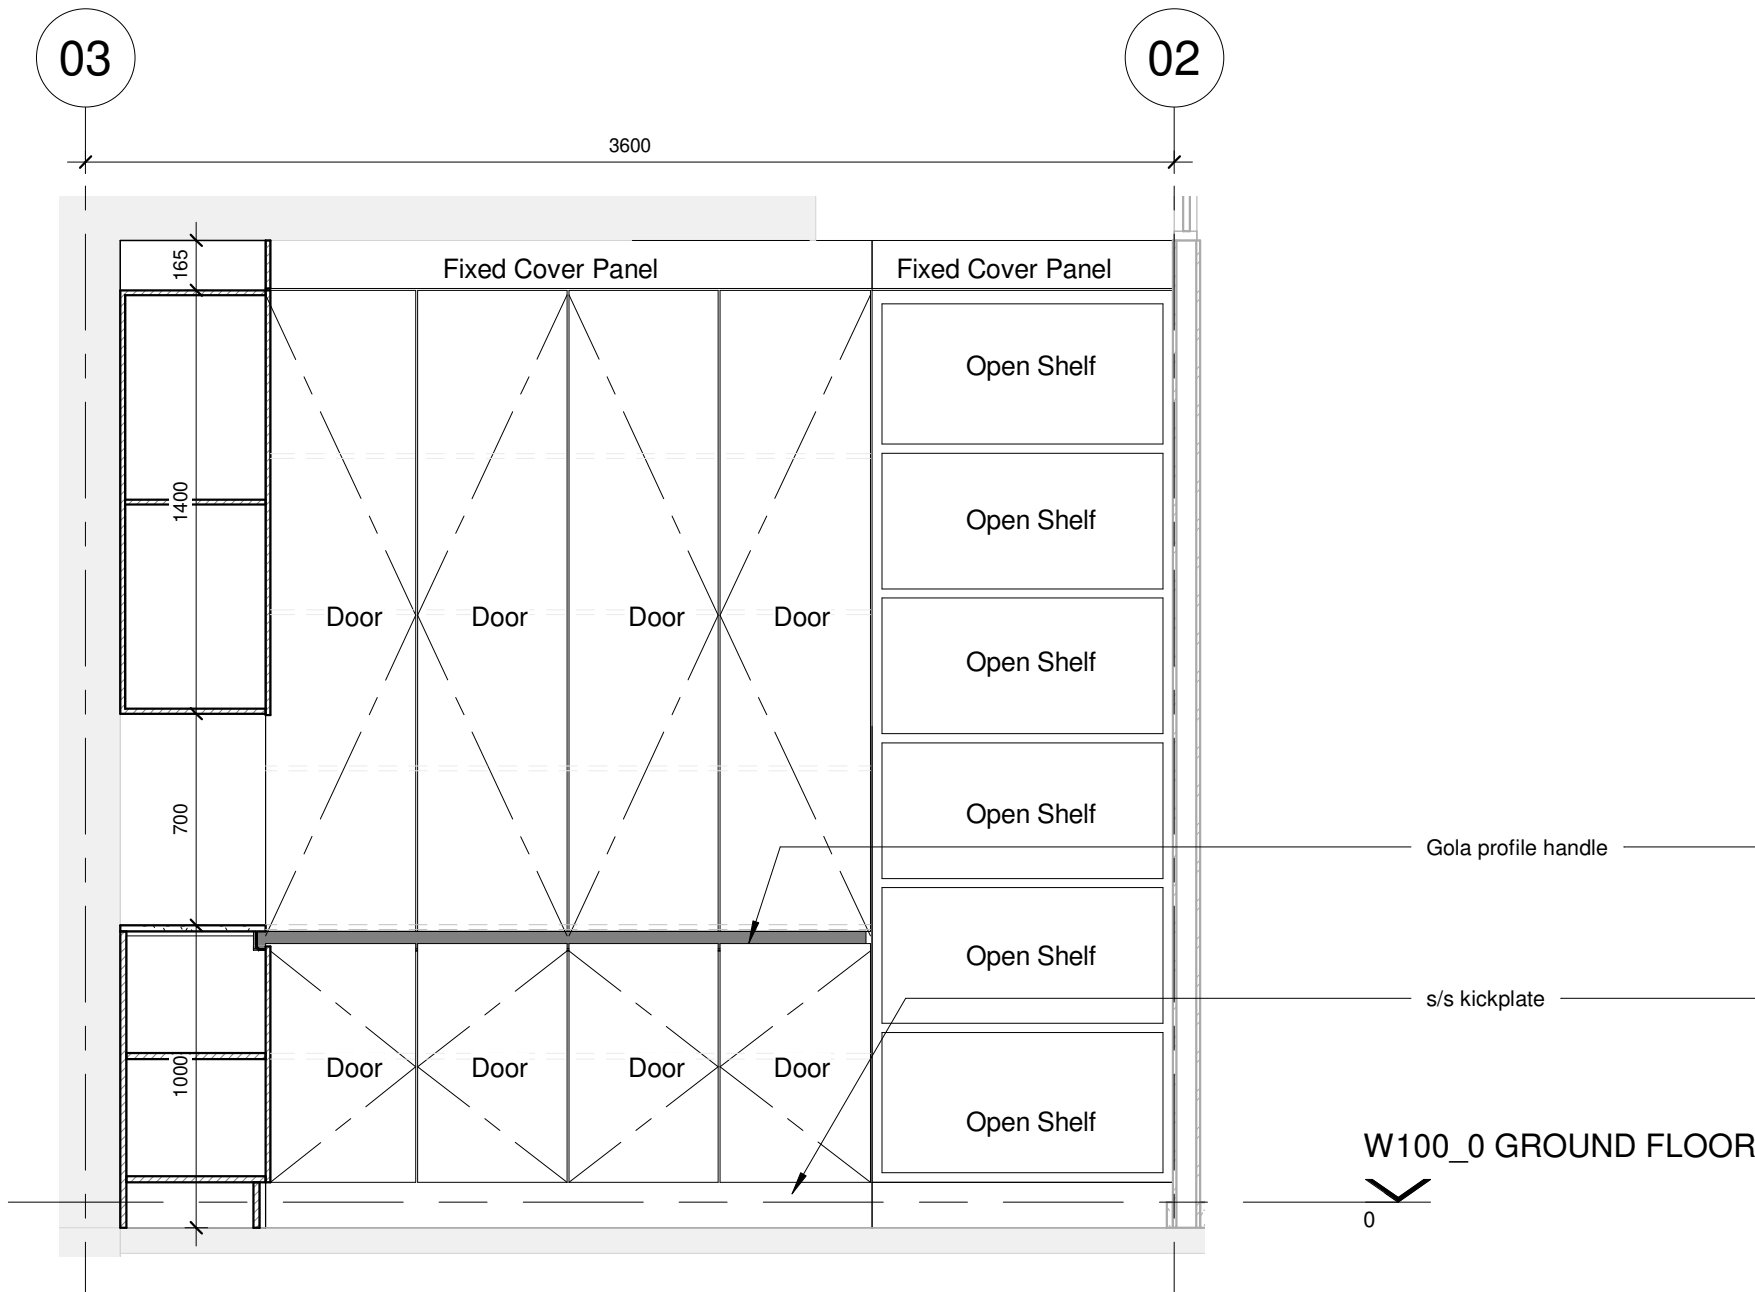 03
02
3600
165
Fixed Cover Panel
Fixed Cover Panel
Open Shelf
1400
Open Shelf
Door
Door
Door
Door
Open Shelf
700
Open Shelf
Gola profile handle
Open Shelf
s/s kickplate
1000
Door
Door
Door
Door
Open Shelf
W100_0 GROUND FLOOR
0